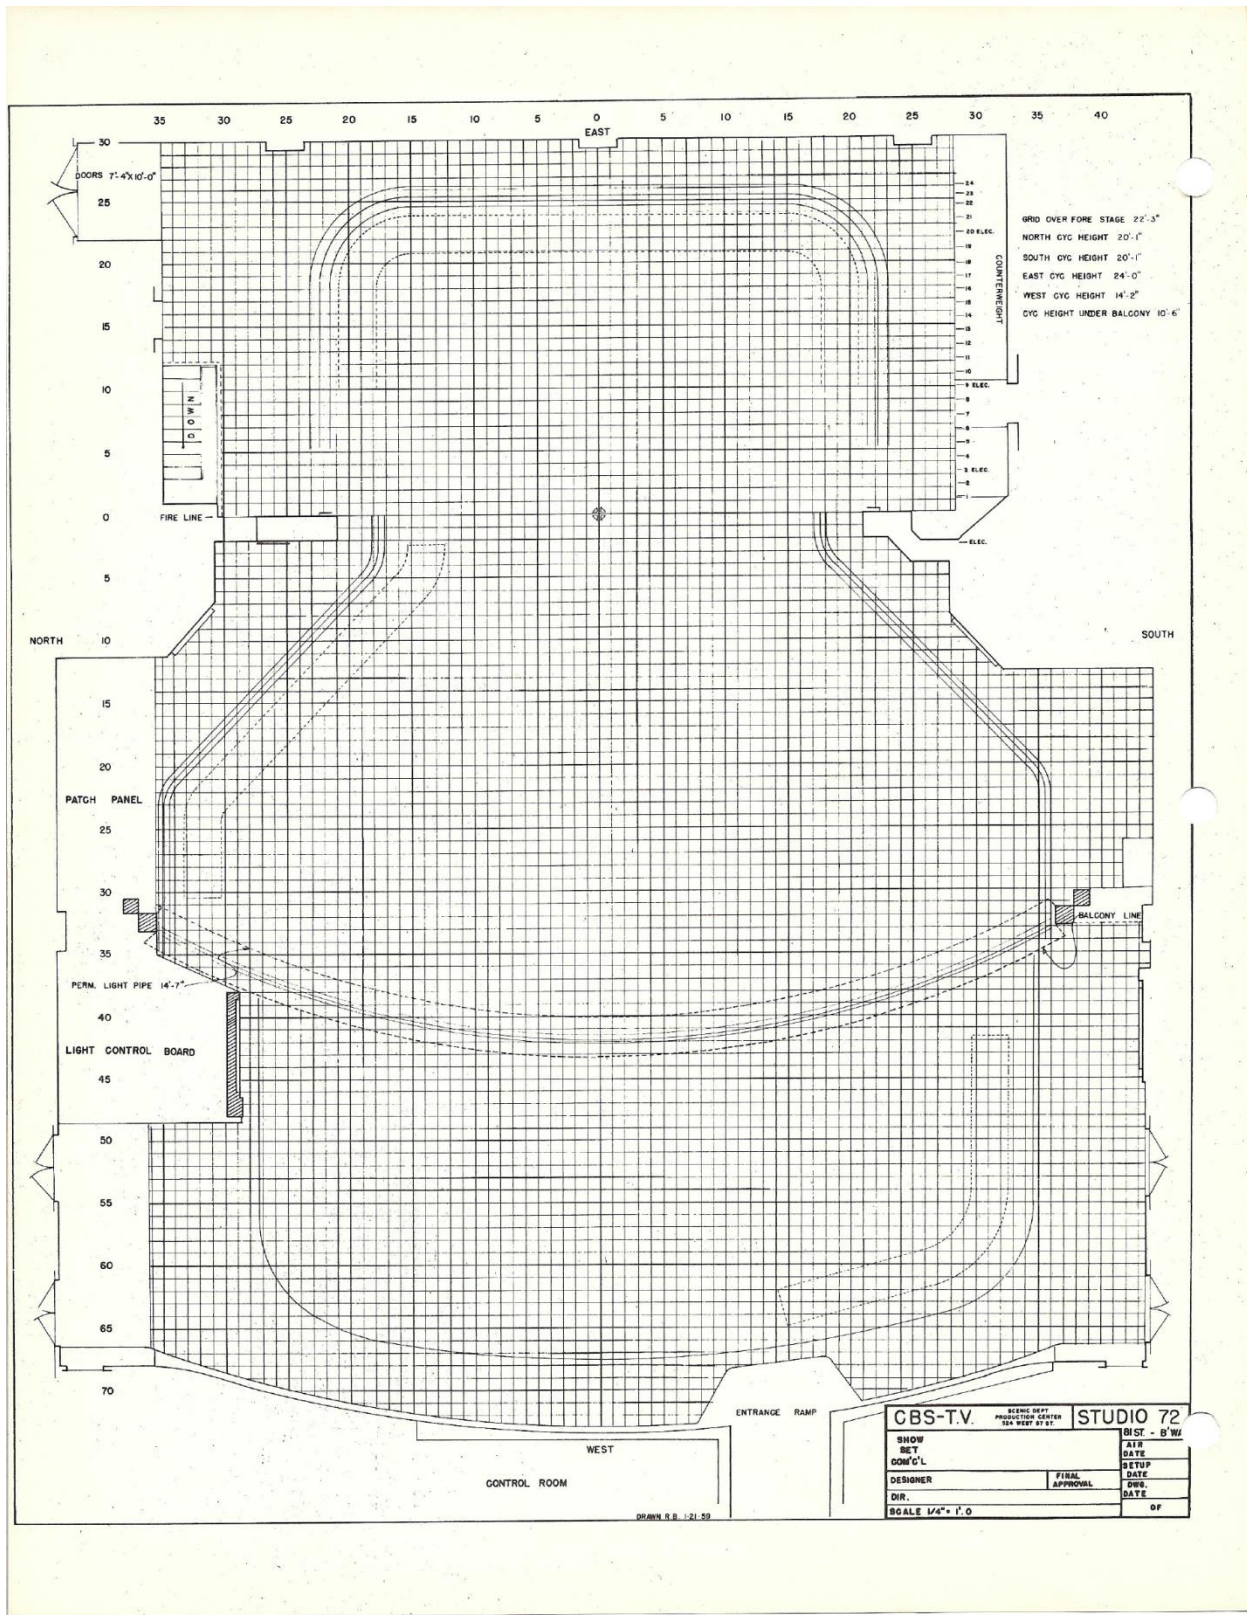 35 30 25 20 15 10 5 0 5 10 15 20 25 30 35 40
EAST
30
DOORS 7'-4"X10'-0"
25
20
15
10
5
0
DOWN
FIRE LINE
24
23
22
21
20 ELEC.
19
18
17
16
15
14
13
12
11
10
9 ELEC.
8
7
6
5
4
3 ELEC.
2
1
ELEC.
COUNTERWEIGHT
GRID OVER FORE STAGE 22'-3"
NORTH CYC HEIGHT 20'-1"
SOUTH CYC HEIGHT 20'-1"
EAST CYC HEIGHT 24'-0"
WEST CYC HEIGHT 14'-2"
CYC HEIGHT UNDER BALCONY 10'-6"
5
NORTH
10
SOUTH
15
20
PATCH PANEL
25
30
BALCONY LINE
35
PERM. LIGHT PIPE 14'-7"
40
LIGHT CONTROL BOARD
45
50
55
60
65
70
ENTRANCE RAMP
WEST
CONTROL ROOM
DRAWN R.B. 1-21-59
CBS-T.V.
SCENIC DEPT
PRODUCTION CENTER
524 WEST 57 ST.
STUDIO 72
81ST. - B'WA
SHOW
SET
COM'C'L
AIR
DATE
SETUP
DATE
DESIGNER
FINAL
APPROVAL
DWG.
DATE
DIR.
SCALE 1/4" = 1'.0
OF